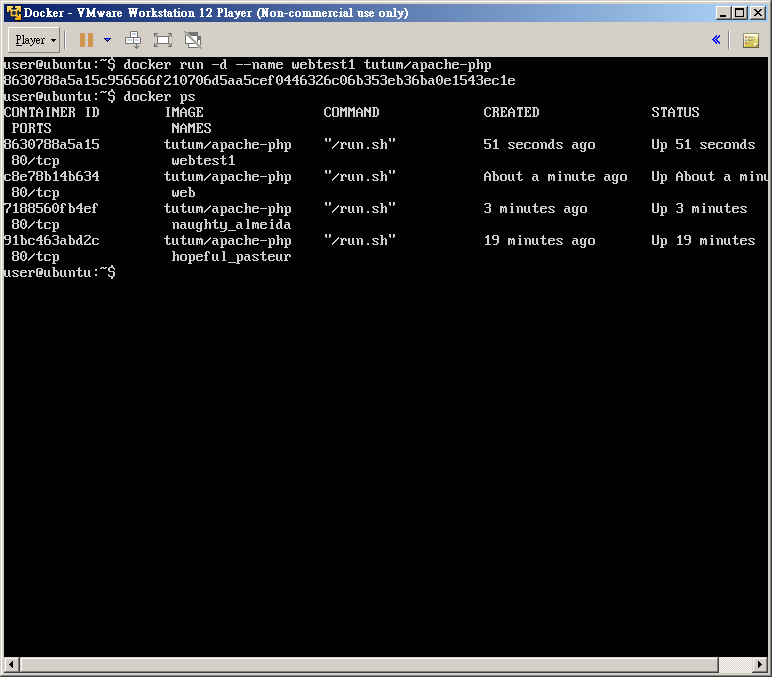 Docker - VMware Workstation 12 Player (Non-commercial use only)
Player
user@ubuntu:~$ docker run -d --name webtest1 tutum/apache-php
8630788a5a15c956566f210706d5aa5cef0446326c06b353eb36ba0e1543ec1e
user@ubuntu:~$ docker ps
CONTAINER ID        IMAGE               COMMAND             CREATED              STATUS
 PORTS               NAMES
8630788a5a15        tutum/apache-php    "/run.sh"           51 seconds ago       Up 51 seconds
 80/tcp              webtest1
c8e78b14b634        tutum/apache-php    "/run.sh"           About a minute ago   Up About a minu
 80/tcp              web
7188560fb4ef        tutum/apache-php    "/run.sh"           3 minutes ago        Up 3 minutes
 80/tcp              naughty_almeida
91bc463abd2c        tutum/apache-php    "/run.sh"           19 minutes ago       Up 19 minutes
 80/tcp              hopeful_pasteur
user@ubuntu:~$